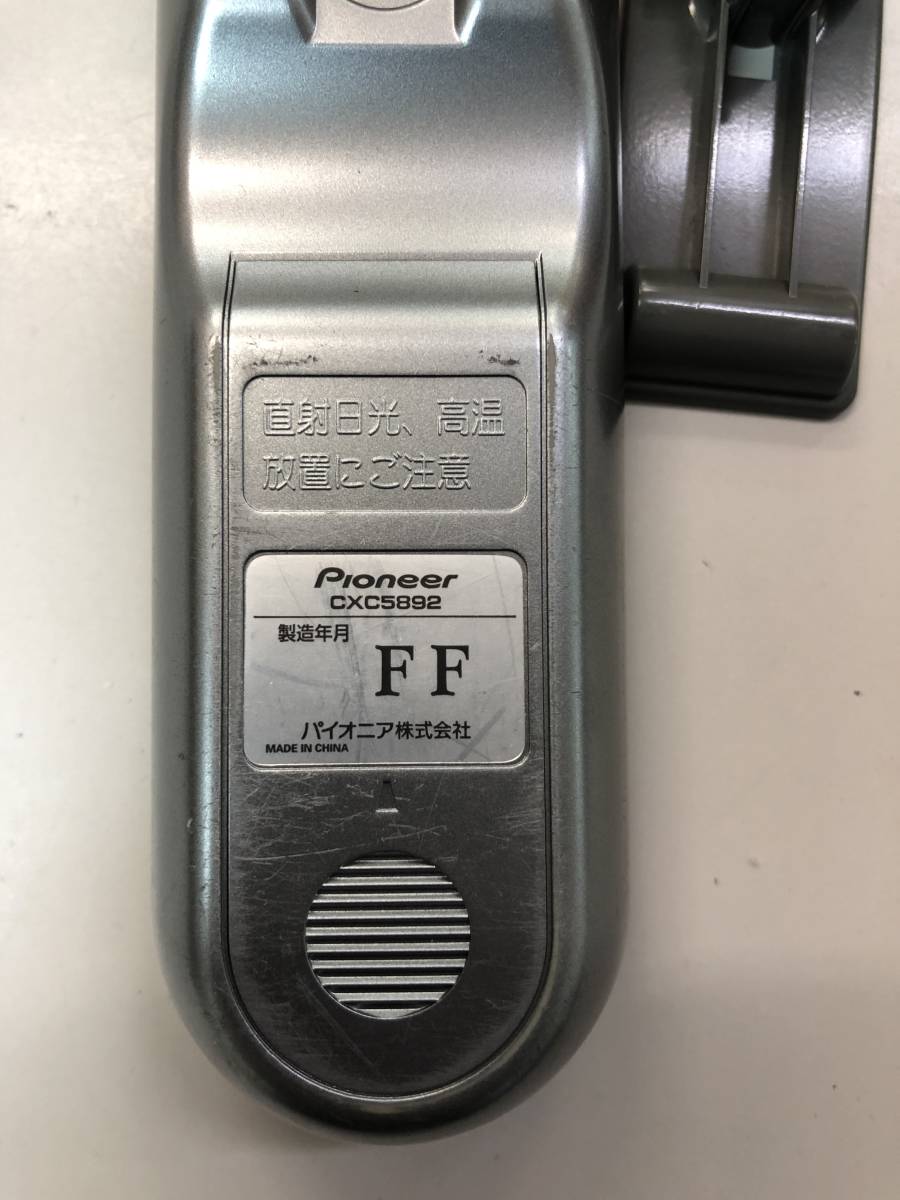 直射日光、高温
放置にご注意
Pioneer
CXC5892
製造年月
FF
パイオニア株式会社
MADE IN CHINA